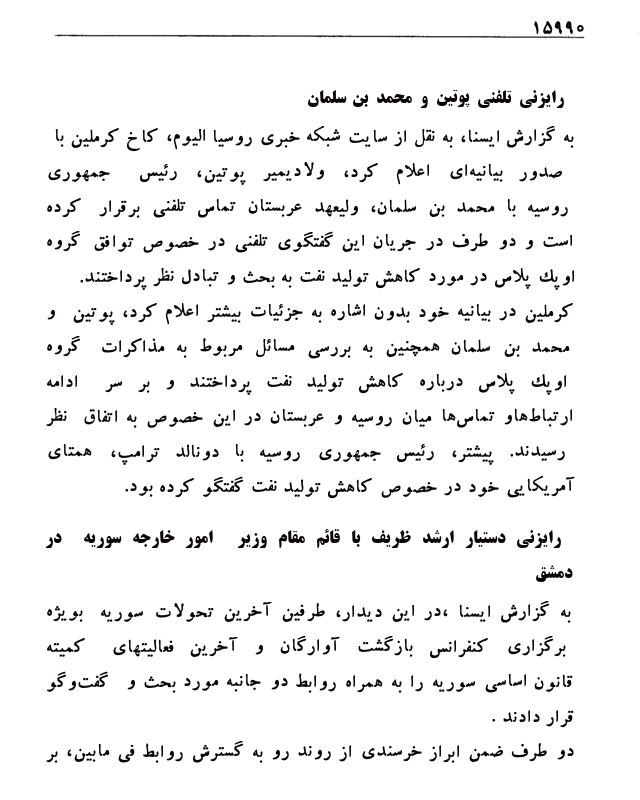 ۱۵۹۹۰
رایزنی تلفنی پوتین و محمد بن سلمان
به گزارش ایسنا، به نقل از سایت شبکه خبری روسیا الیوم، کاخ کرملین با
صدور بیانیه‌ای اعلام کرد، ولادیمیر پوتین، رئیس جمهوری
روسیه با محمد بن سلمان، ولیعهد عربستان تماس تلفنی برقرار کرده
است و دو طرف در جریان این گفتگوی تلفنی در خصوص توافق گروه
اوپك پلاس در مورد کاهش تولید نفت به بحث و تبادل نظر پرداختند.
کرملین در بیانیه خود بدون اشاره به جزئیات بیشتر اعلام کرد، پوتین و
محمد بن سلمان همچنین به بررسی مسائل مربوط به مذاکرات گروه
اوپك پلاس درباره کاهش تولید نفت پرداختند و بر سر ادامه
ارتباط‌هاو تماس‌ها میان روسیه و عربستان در این خصوص به اتفاق نظر
رسیدند. پیشتر، رئیس جمهوری روسیه با دونالد ترامپ، همتای
آمریکایی خود در خصوص کاهش تولید نفت گفتگو کرده بود.
رایزنی دستیار ارشد ظریف با قائم مقام وزیر امور خارجه سوریه در
دمشق
به گزارش ایسنا ،در این دیدار، طرفین آخرین تحولات سوریه بویژه
برگزاری کنفرانس بازگشت آوارگان و آخرین فعالیتهای کمیته
قانون اساسی سوریه را به همراه روابط دو جانبه مورد بحث و گفت‌وگو
قرار دادند .
دو طرف ضمن ابراز خرسندی از روند رو به گسترش روابط فی مابین، بر